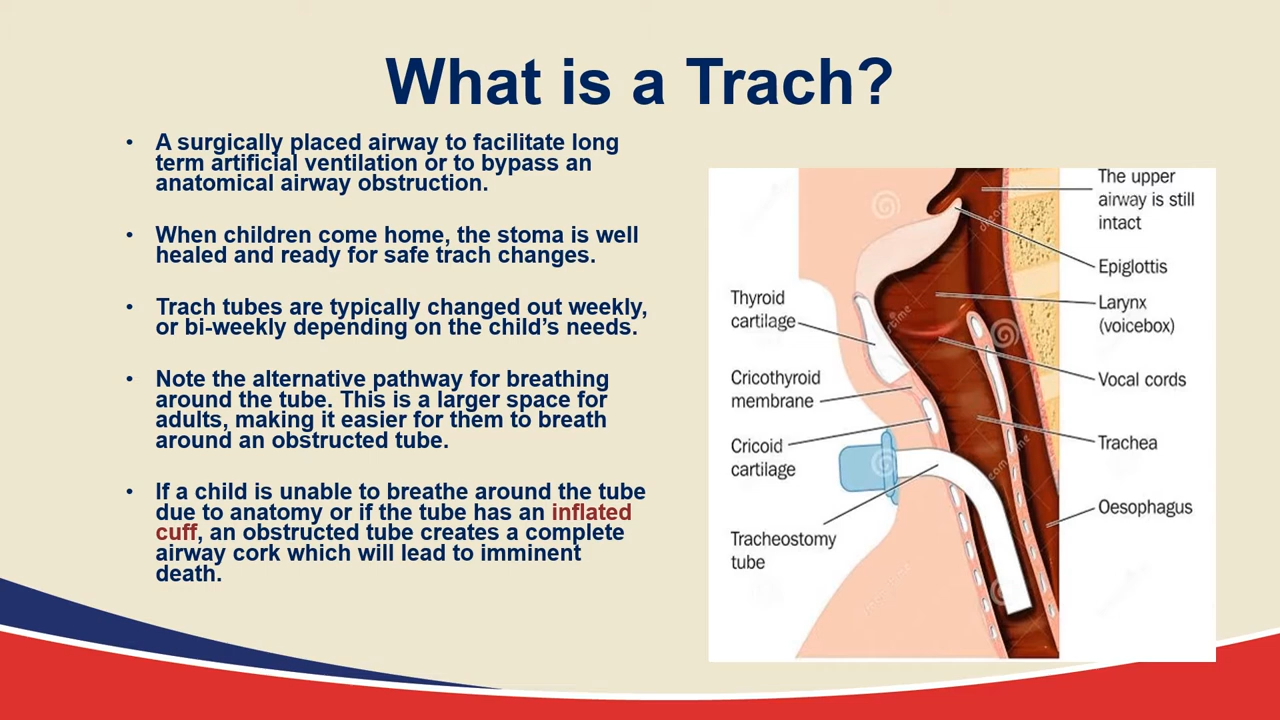 What is a Trach?
• A surgically placed airway to facilitate long
term artificial ventilation or to bypass an
anatomical airway obstruction.
• When children come home, the stoma is well
healed and ready for safe trach changes.
• Trach tubes are typically changed out weekly,
or bi-weekly depending on the child’s needs.
• Note the alternative pathway for breathing
around the tube. This is a larger space for
adults, making it easier for them to breath
around an obstructed tube.
• If a child is unable to breathe around the tube
due to anatomy or if the tube has an inflated
cuff, an obstructed tube creates a complete
airway cork which will lead to imminent
death.
The upper
airway is still
intact
Epiglottis
Larynx
(voicebox)
Vocal cords
Trachea
Oesophagus
Thyroid
cartilage
Cricothyroid
membrane
Cricoid
cartilage
Tracheostomy
tube